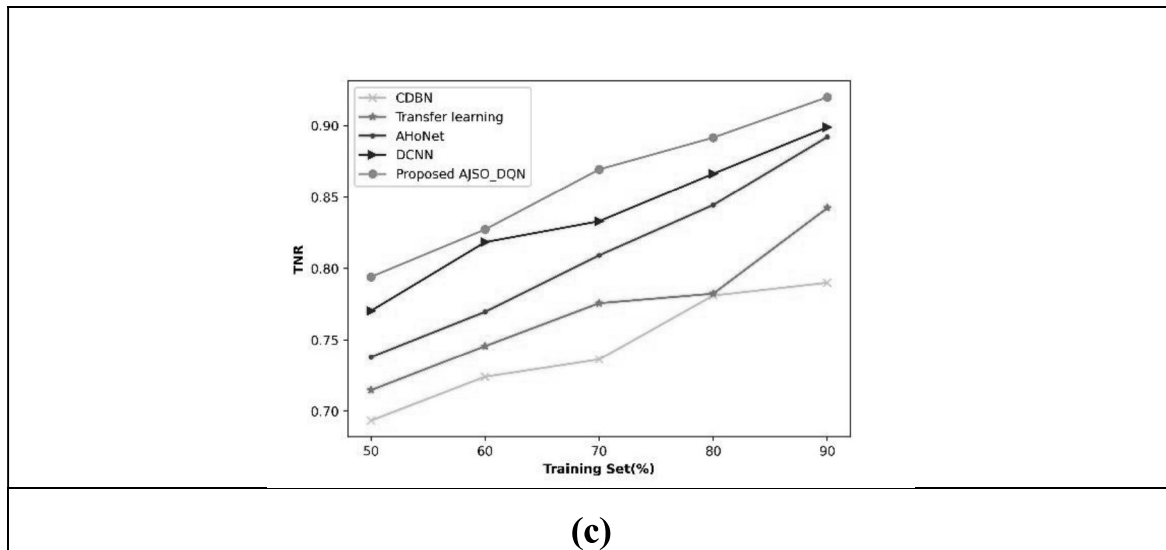 CDBN
Transfer learning
AHoNet
DCNN
Proposed AJSO_DQN
0.90
0.85
0.80
0.75
0.70
TNR
50 60 70 80 90
Training Set(%)
(c)